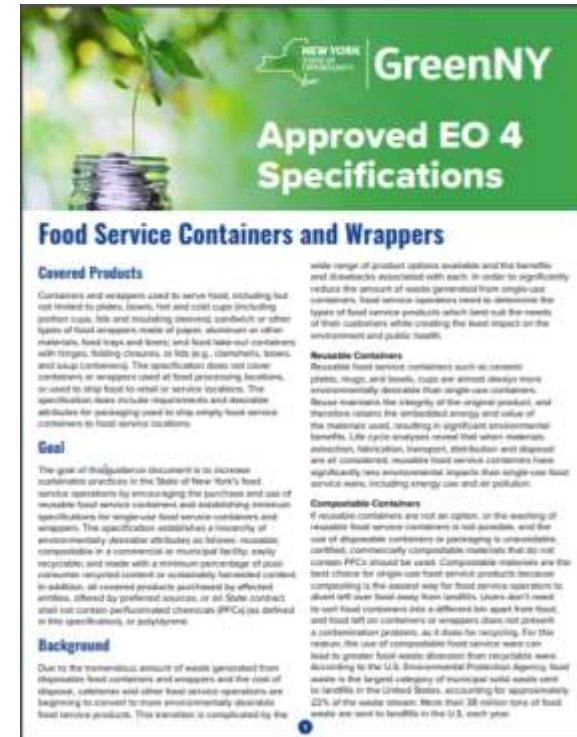 NEW YORK
STATE OF
OPPORTUNITY
GreenNY
Approved EO 4
Specifications
Food Service Containers and Wrappers
Covered Products
Containers and wrappers used to serve food, including but
not limited to plates, bowls, hot and cold cups (including
portion cups, lids and insulating sleeves), sandwich or other
types of food wrappers made of paper, aluminum or other
materials, food trays and liners; and food take-out containers
with hinges, folding closures, or lids (e.g., clamshells, boxes,
and soup containers). The specification does not cover
containers or wrappers used at food processing locations,
or used to ship food to retail or service locations. The
specification does include requirements and desirable
attributes for packaging used to ship empty food service
containers to food service locations.
Goal
The goal of this guidance document is to increase
sustainable practices in the State of New York's food
service operations by encouraging the purchase and use of
reusable food service containers and establishing minimum
specifications for single-use food service containers and
wrappers. The specification establishes a hierarchy of
environmentally desirable attributes as follows: reusable;
compostable in a commercial or municipal facility; easily
recyclable; and made with a minimum percentage of post-
consumer recycled content or sustainably harvested content.
In addition, all covered products purchased by affected
entities, offered by preferred sources, or on State contract
shall not contain perfluorinated chemicals (PFCs) (as defined
in this specification), or polystyrene.
Background
Due to the tremendous amount of waste generated from
disposable food containers and wrappers and the cost of
disposal, cafeterias and other food service operations are
beginning to convert to more environmentally desirable
food service products. This transition is complicated by the
wide range of product options available and the benefits
and drawbacks associated with each. In order to significantly
reduce the amount of waste generated from single-use
containers, food service operators need to determine the
types of food service products which best suit the needs
of their customers while creating the least impact on the
environment and public health.
Reusable Containers
Reusable food service containers such as ceramic
plates, mugs, and bowls, cups are almost always more
environmentally desirable than single-use containers.
Reuse maintains the integrity of the original product, and
therefore retains the embedded energy and value of
the materials used, resulting in significant environmental
benefits. Life cycle analyses reveal that when materials
extraction, fabrication, transport, distribution and disposal
are all considered, reusable food service containers have
significantly less environmental impacts than single-use food
service ware, including energy use and air pollution.
Compostable Containers
If reusable containers are not an option, or the washing of
reusable food service containers is not possible, and the
use of disposable containers or packaging is unavoidable,
certified, commercially compostable materials that do not
contain PFCs should be used. Compostable materials are the
best choice for single-use food service products because
composting is the easiest way for food service operators to
divert left over food away from landfills. Users don't need
to sort food containers into a different bin apart from food,
and food left on containers or wrappers does not present
a contamination problem, as it does for recycling. For this
reason, the use of compostable food service ware can
lead to greater food waste diversion than recyclable ware.
According to the U.S. Environmental Protection Agency, food
waste is the largest category of municipal solid waste sent
to landfills in the United States, accounting for approximately
22% of the waste stream. More than 38 million tons of food
waste are sent to landfills in the U.S. each year.
1